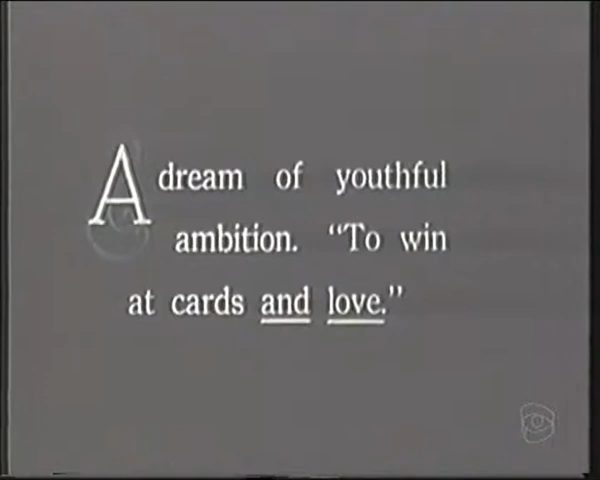 A dream of youthful
ambition. “To win
at cards and love.”